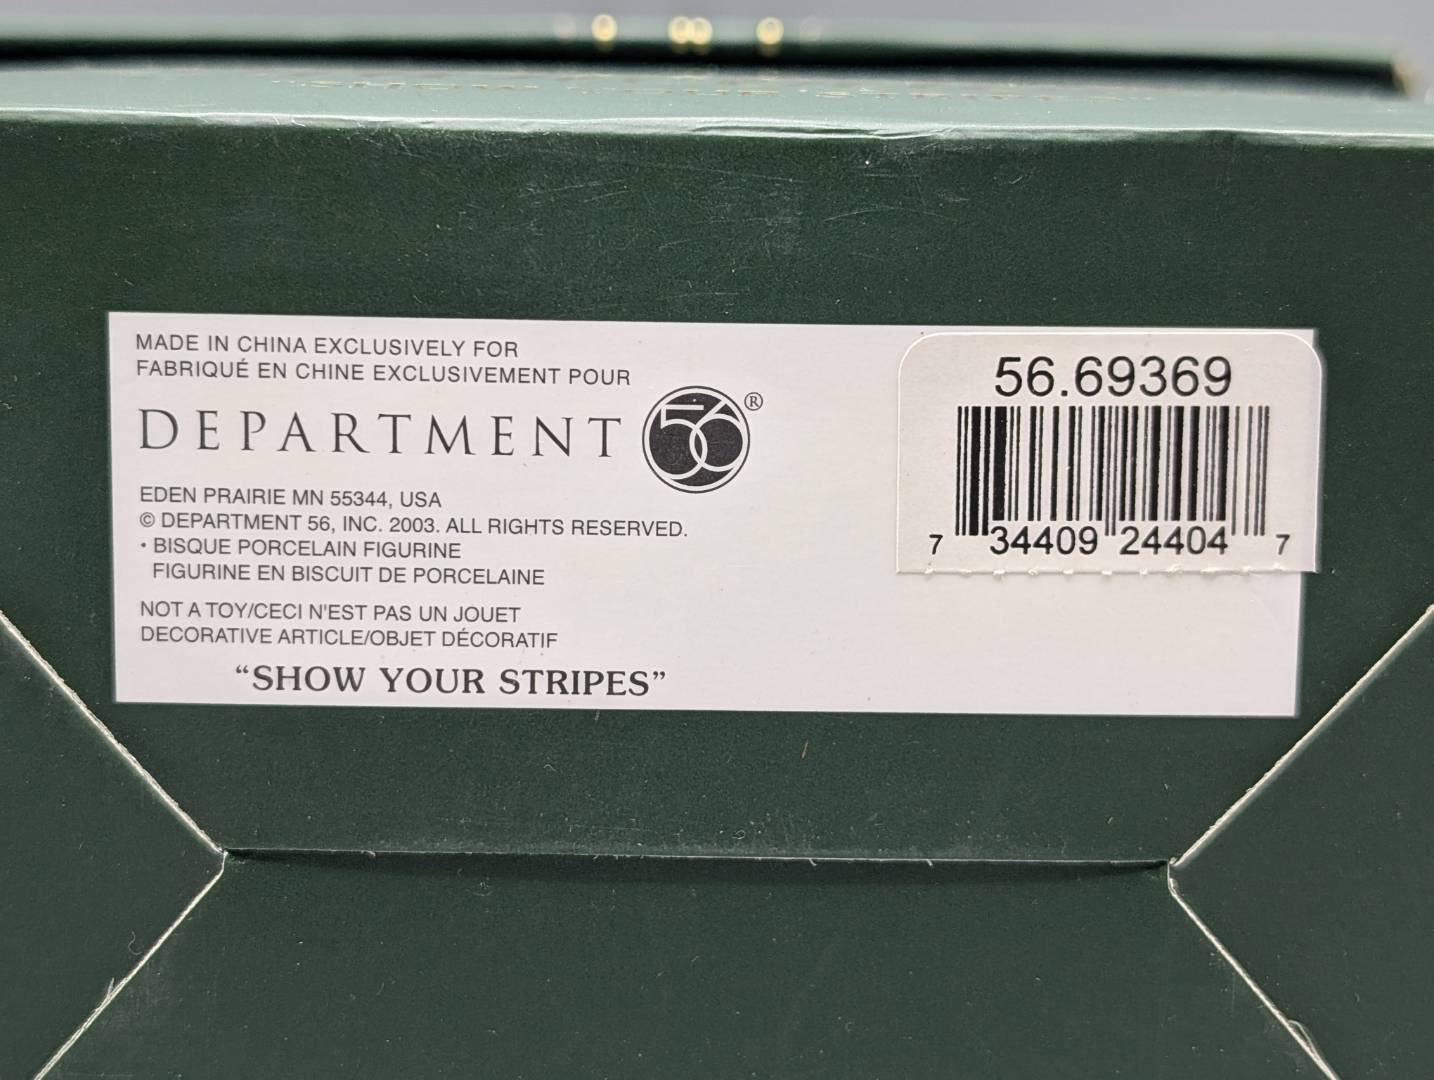 MADE IN CHINA EXCLUSIVELY FOR
FABRIQUÉ EN CHINE EXCLUSIVEMENT POUR
DEPARTMENT 56®
EDEN PRAIRIE MN 55344, USA
© DEPARTMENT 56, INC. 2003. ALL RIGHTS RESERVED.
• BISQUE PORCELAIN FIGURINE
FIGURINE EN BISCUIT DE PORCELAINE
NOT A TOY/CECI N'EST PAS UN JOUET
DECORATIVE ARTICLE/OBJET DÉCORATIF
“SHOW YOUR STRIPES”
56.69369
7 34409 24404 7